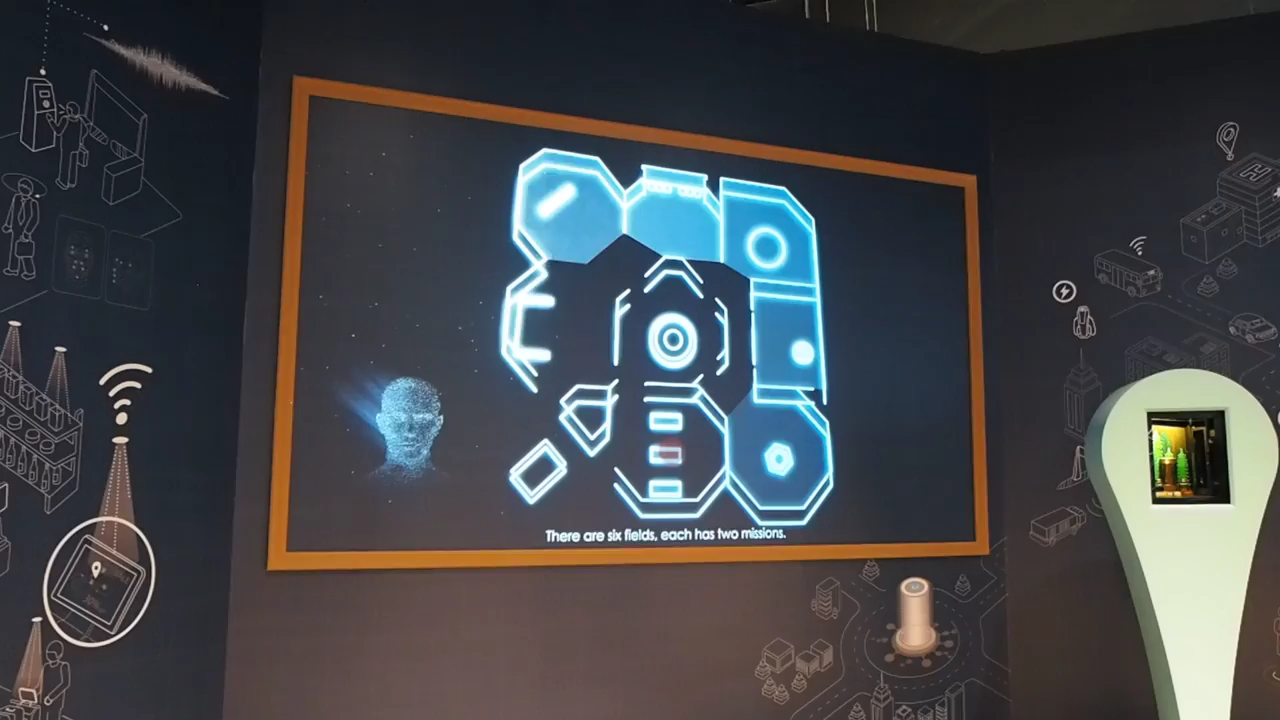 There are six fields, each has two missions.
H